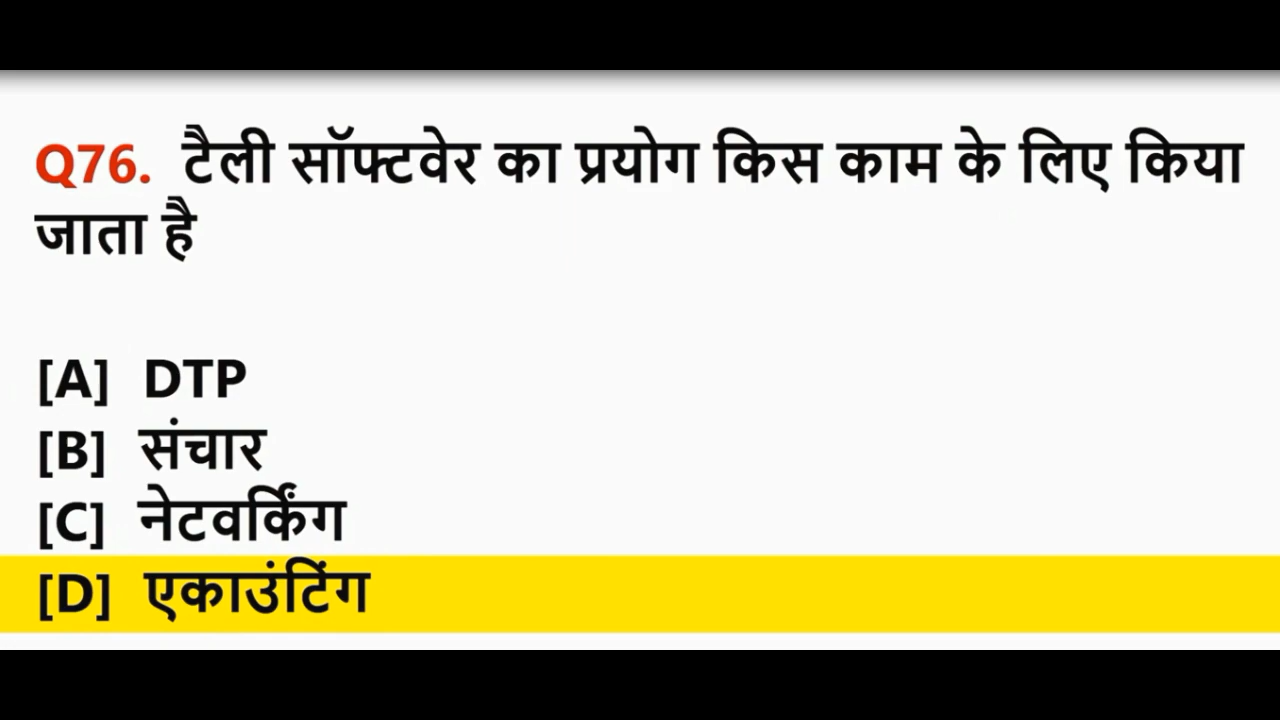 Q76. टैली सॉफ्टवेर का प्रयोग किस काम के लिए किया
जाता है
[A] DTP
[B] संचार
[C] नेटवर्किंग
[D] एकाउंटिंग